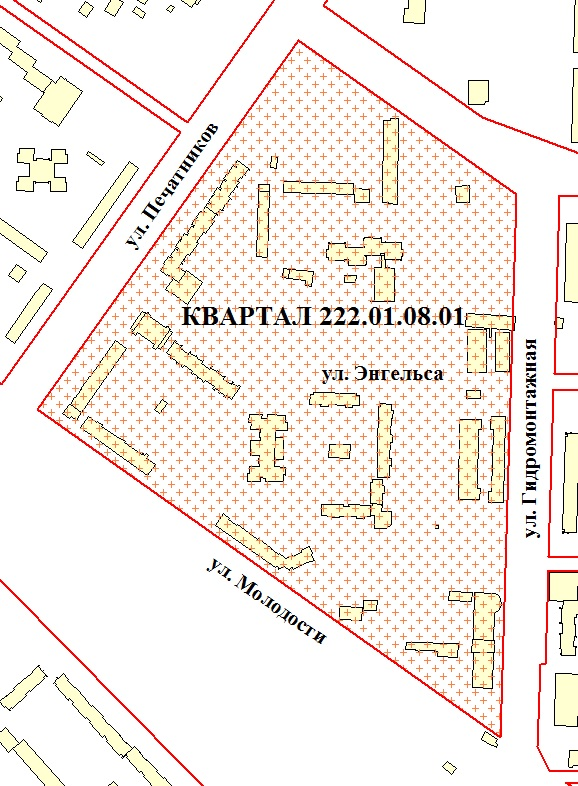 ул. Печатников
КВАРТАЛ 222.01.08.01
ул. Энгельса
ул. Гидромонтажная
ул. Молодости